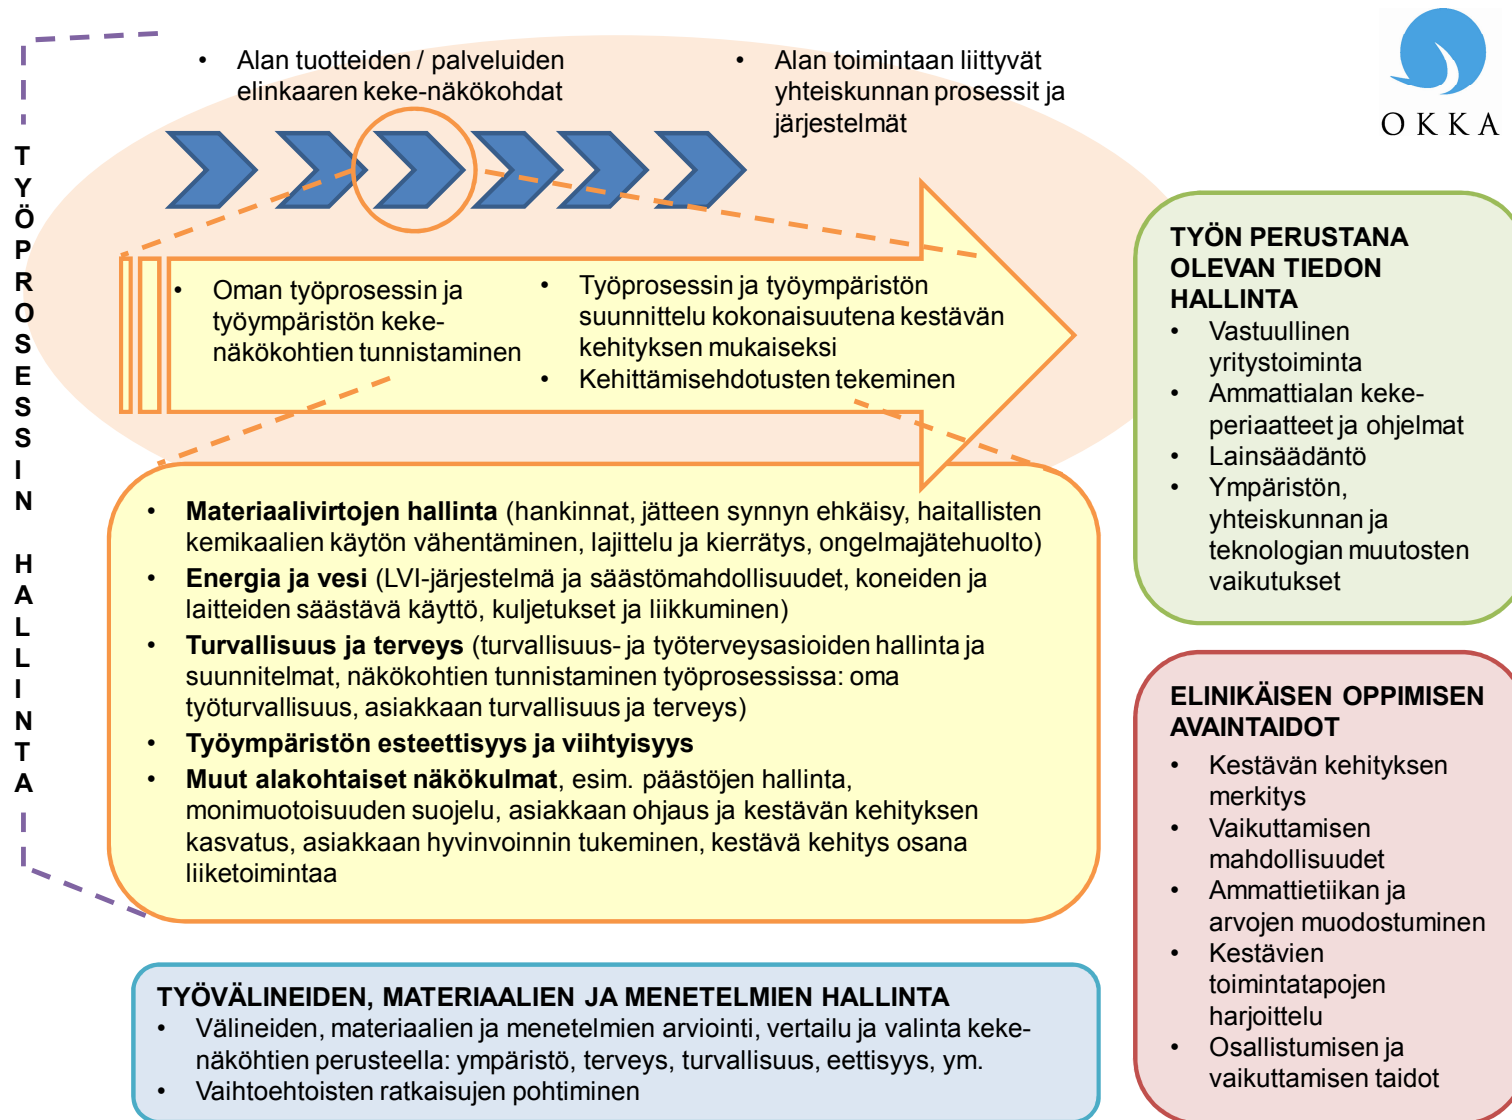 • Alan tuotteiden / palveluiden
elinkaaren keke-näkökohdat
• Alan toimintaan liittyvät
yhteiskunnan prosessit ja
järjestelmät
OKKA
TYÖPROSESSIN HALLINTA
• Oman työprosessin ja
työympäristön keke-
näkökohtien tunnistaminen
• Työprosessin ja työympäristön
suunnittelu kokonaisuutena kestävän
kehityksen mukaiseksi
• Kehittämisehdotusten tekeminen
• Materiaalivirtojen hallinta (hankinnat, jätteen synnyn ehkäisy, haitallisten
kemikaalien käytön vähentäminen, lajittelu ja kierrätys, ongelmajätehuolto)
• Energia ja vesi (LVI-järjestelmä ja säästömahdollisuudet, koneiden ja
laitteiden säästävä käyttö, kuljetukset ja liikkuminen)
• Turvallisuus ja terveys (turvallisuus- ja työterveysasioiden hallinta ja
suunnitelmat, näkökohtien tunnistaminen työprosessissa: oma
työturvallisuus, asiakkaan turvallisuus ja terveys)
• Työympäristön esteettisyys ja viihtyisyys
• Muut alakohtaiset näkökulmat, esim. päästöjen hallinta,
monimuotoisuuden suojelu, asiakkaan ohjaus ja kestävän kehityksen
kasvatus, asiakkaan hyvinvoinnin tukeminen, kestävä kehitys osana
liiketoimintaa
TYÖVÄLINEIDEN, MATERIAALIEN JA MENETELMIEN HALLINTA
• Välineiden, materiaalien ja menetelmien arviointi, vertailu ja valinta keke-
näköhtien perusteella: ympäristö, terveys, turvallisuus, eettisyys, ym.
• Vaihtoehtoisten ratkaisujen pohtiminen
TYÖN PERUSTANA
OLEVAN TIEDON
HALLINTA
• Vastuullinen
yritystoiminta
• Ammattialan keke-
periaatteet ja ohjelmat
• Lainsäädäntö
• Ympäristön,
yhteiskunnan ja
teknologian muutosten
vaikutukset
ELINIKÄISEN OPPIMISEN
AVAINTAIDOT
• Kestävän kehityksen
merkitys
• Vaikuttamisen
mahdollisuudet
• Ammattietiikan ja
arvojen muodostuminen
• Kestävien
toimintatapojen
harjoittelu
• Osallistumisen ja
vaikuttamisen taidot